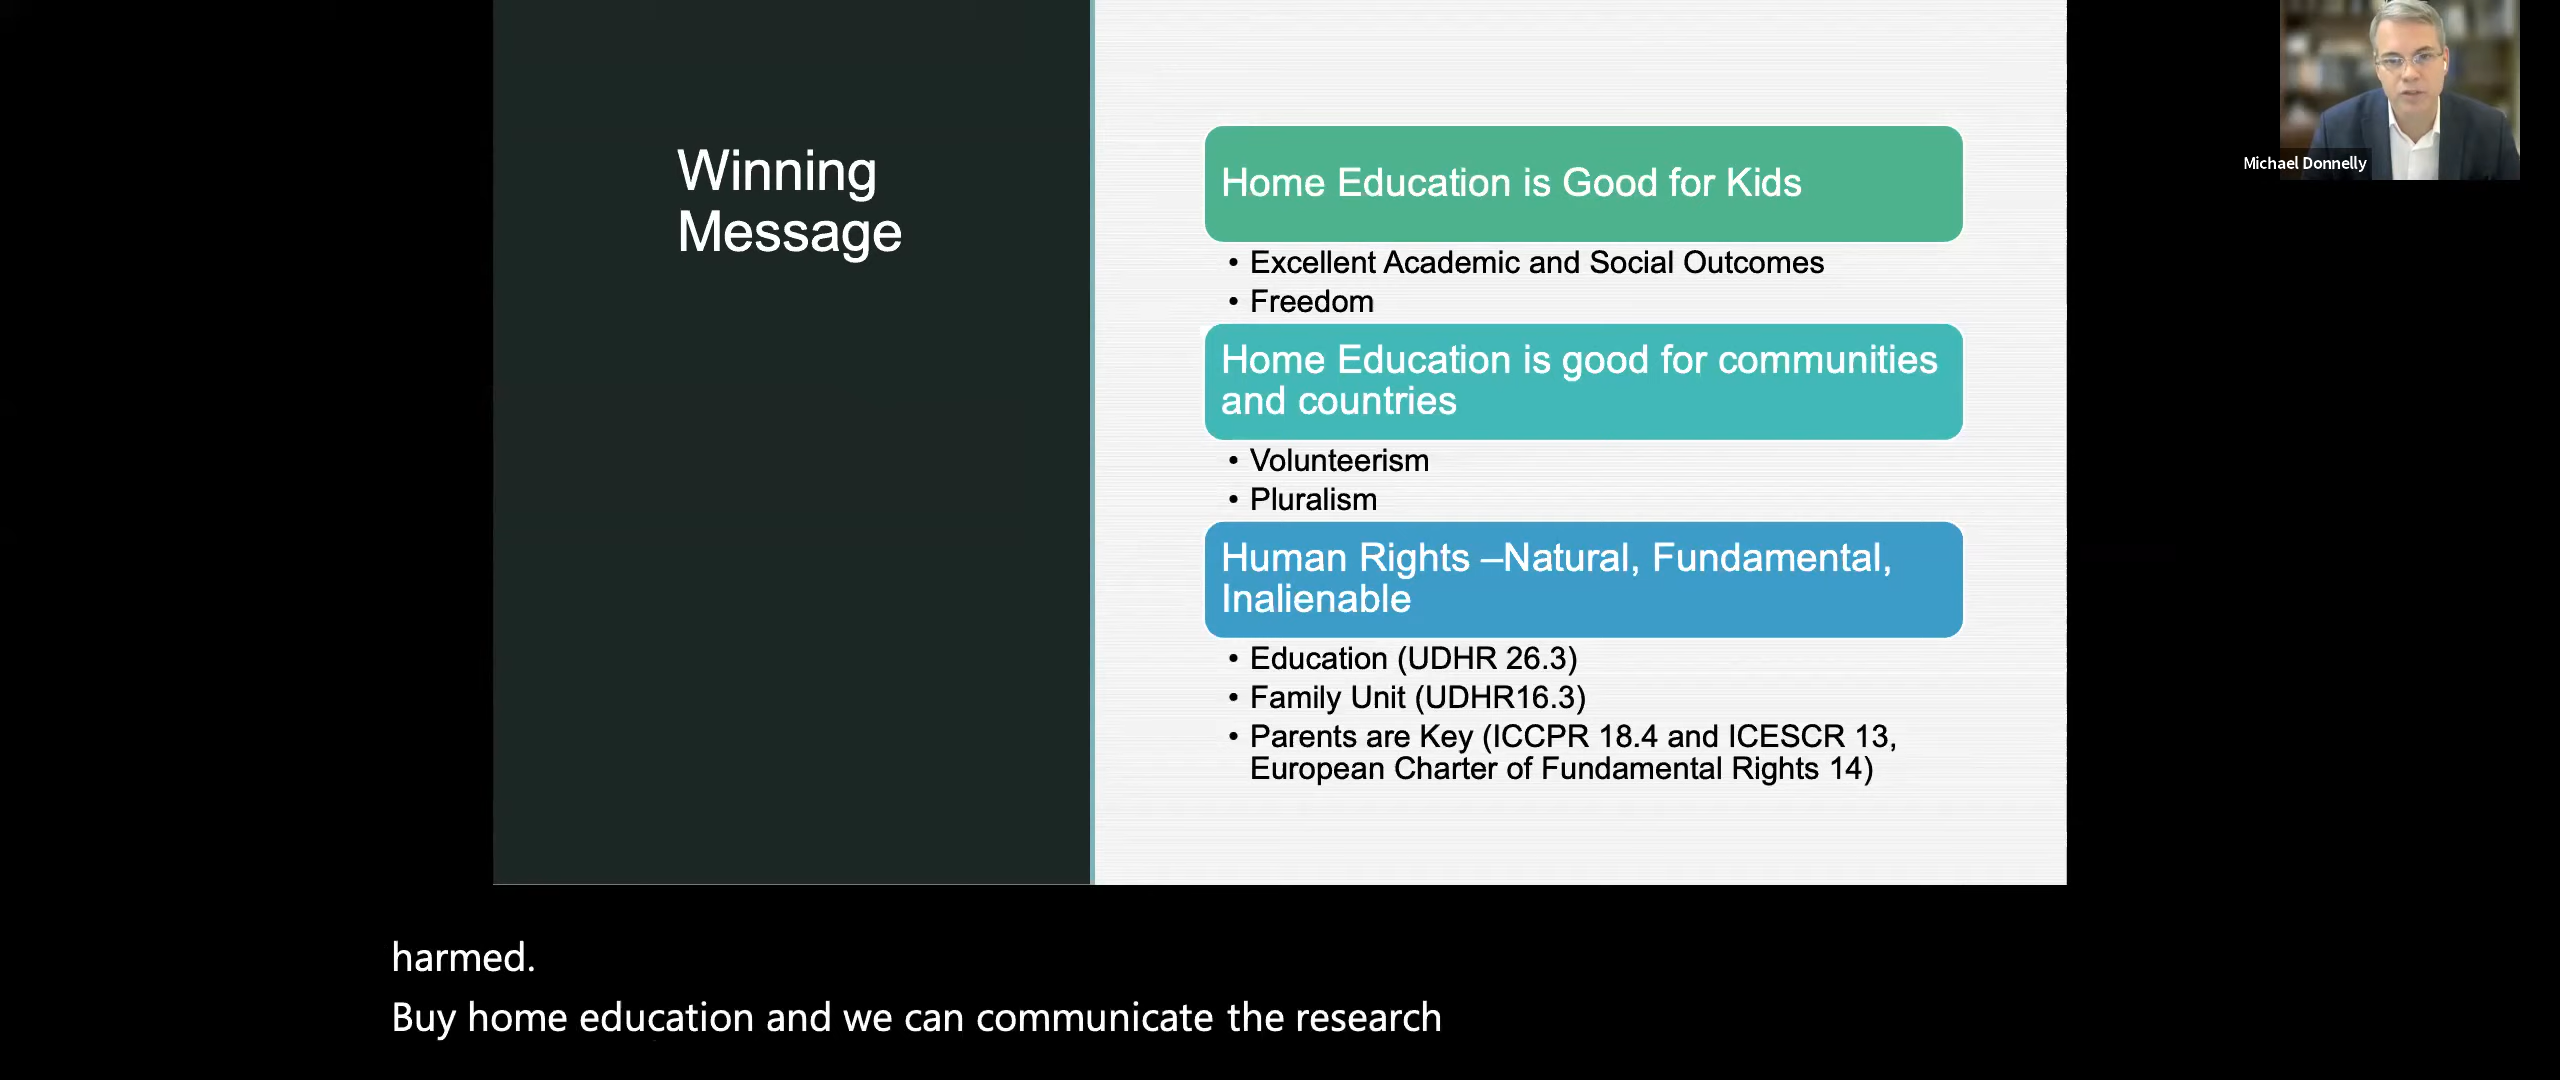 Winning
Message
Home Education is Good for Kids
• Excellent Academic and Social Outcomes
• Freedom
Home Education is good for communities
and countries
• Volunteerism
• Pluralism
Human Rights –Natural, Fundamental,
Inalienable
• Education (UDHR 26.3)
• Family Unit (UDHR16.3)
• Parents are Key (ICCPR 18.4 and ICESCR 13,
European Charter of Fundamental Rights 14)
Michael Donnelly
harmed.
Buy home education and we can communicate the research